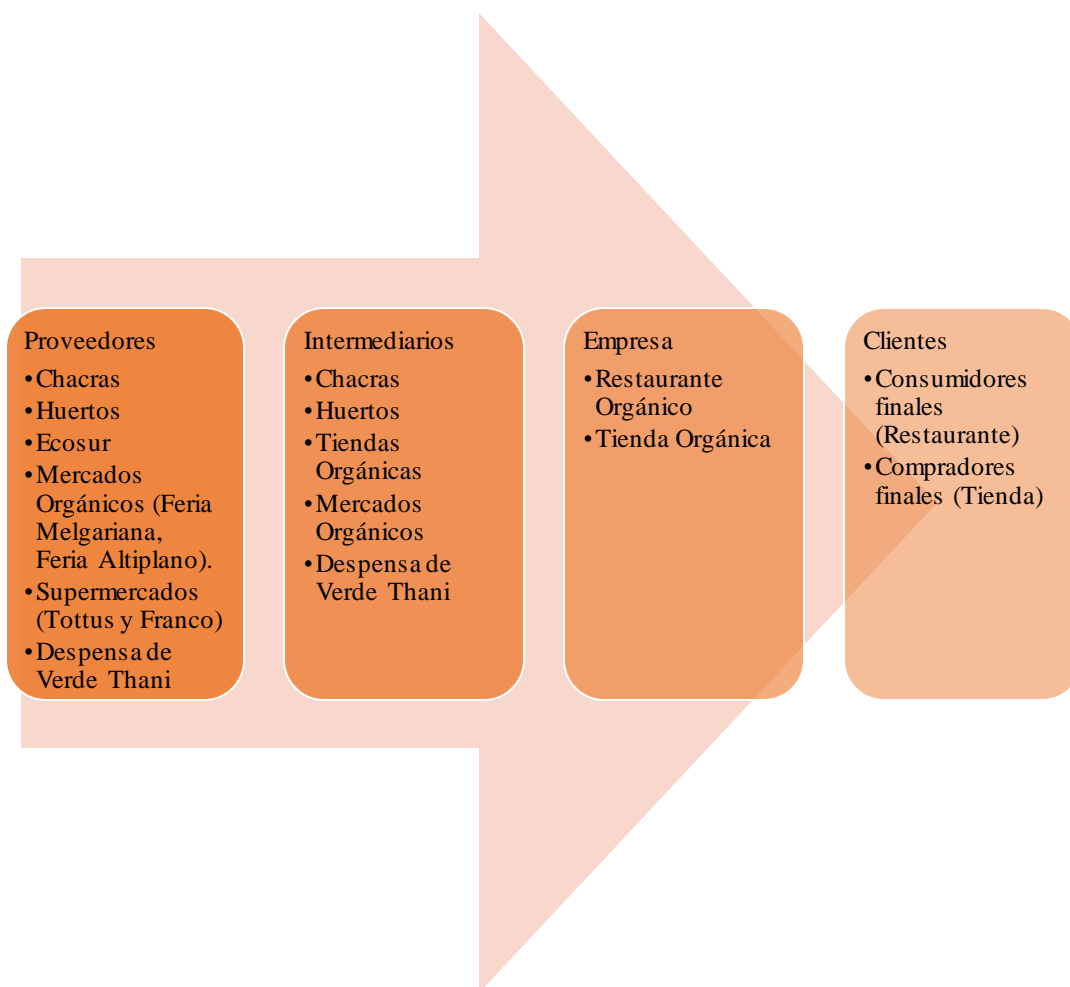 Proveedores
•Chacras
•Huertos
•Ecosur
•Mercados
Orgánicos (Feria
Melgariana,
Feria Altiplano).
•Supermercados
(Tottus y Franco)
•Despensa de
Verde Thani
Intermediarios
•Chacras
•Huertos
•Tiendas
Orgánicas
•Mercados
Orgánicos
•Despensa de
Verde Thani
Empresa
•Restaurante
Orgánico
•Tienda Orgánica
Clientes
•Consumidores
finales
(Restaurante)
•Compradores
finales (Tienda)